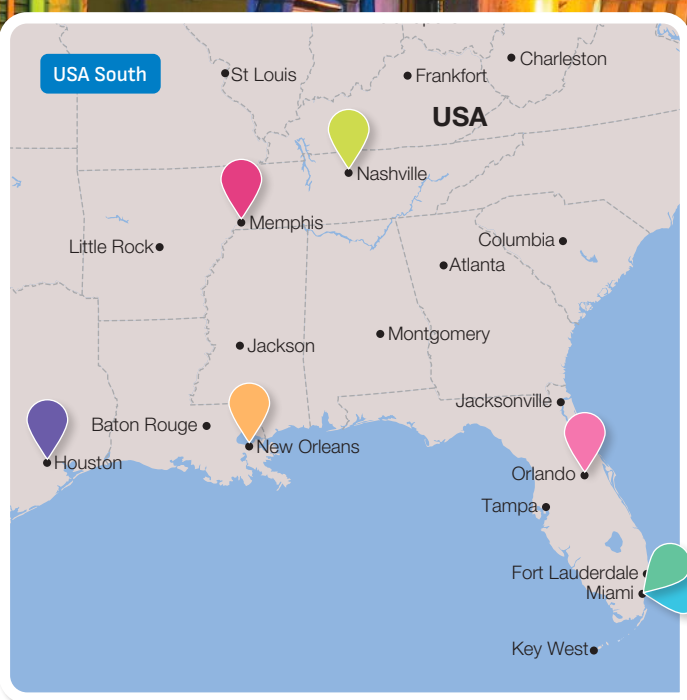 USA South
St Louis
Frankfort
Charleston
USA
Nashville
Memphis
Little Rock
Columbia
Atlanta
Jackson
Montgomery
Jacksonville
Baton Rouge
New Orleans
Houston
Orlando
Tampa
Fort Lauderdale
Miami
Key West